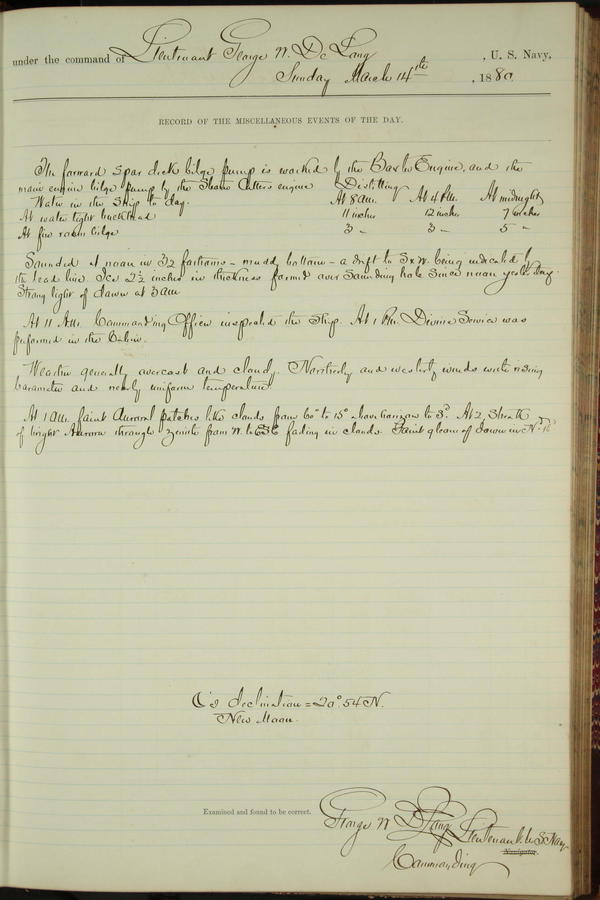 under the command of Lieutenant George W. De Long, U. S. Navy,
Sunday March 14th, 1880
RECORD OF THE MISCELLANEOUS EVENTS OF THE DAY.
The forward spar deck bilge pump is worked by the Baxter Engine, and the
main engine bilge pump by the Steam Cutters engine Distilling
Water in the Ship to day. At 8 am. At 4 P.M. At midnight
At water tight bulkhead 11 inches 12 inches 7 inches
At fire room bilge 3 " 3 " 5 "
Sounded at noon in 32 fathoms - muddy bottom - a drift to S x W. being indicated by
the lead line. Ice 2½ inches in thickness formed over Sounding hole since noon yesterday.
Strong light of dawn at 3 am
At 11 A.M. Commanding Officer inspected the Ship. At 1 P.M. Divine Service was
performed in the Cabin.
Weather generally overcast and cloudy. Northerly and westerly winds with rising
barometer and nearly uniform temperature
At 1 am. faint Auroral patches like clouds from 60° to 15° above horizon to Sd. At 2, Sheath
of bright Aurora through zenith from W. to ESE fading in clouds. Faint gleam of dawn in Nd.
☾'s declination = 20°.54 N.
New Moon.
Examined and found to be correct.
George W De Long Lieutenant U.S. Navy
Navigator.
Commanding